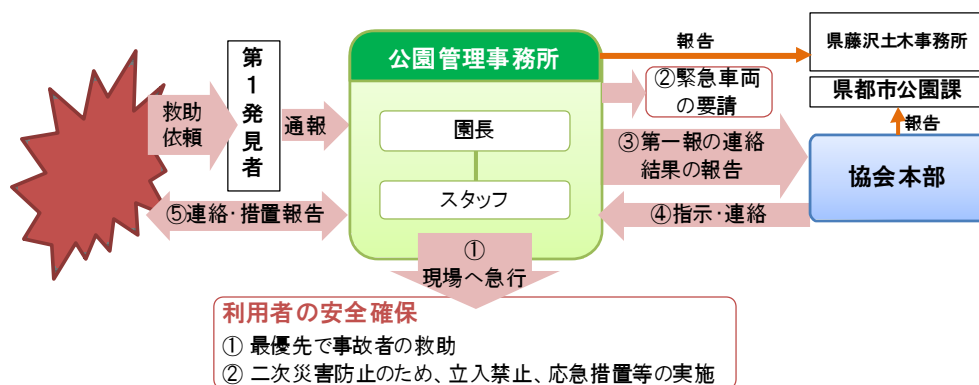 救助
依頼
第
1
発
見
者
通報
公園管理事務所
園長
スタッフ
報告
県藤沢土木事務所
②緊急車両
の要請
県都市公園課
報告
③第一報の連絡
結果の報告
協会本部
④指示・連絡
⑤連絡・措置報告
①
現場へ急行
利用者の安全確保
① 最優先で事故者の救助
② 二次災害防止のため、立入禁止、応急措置等の実施